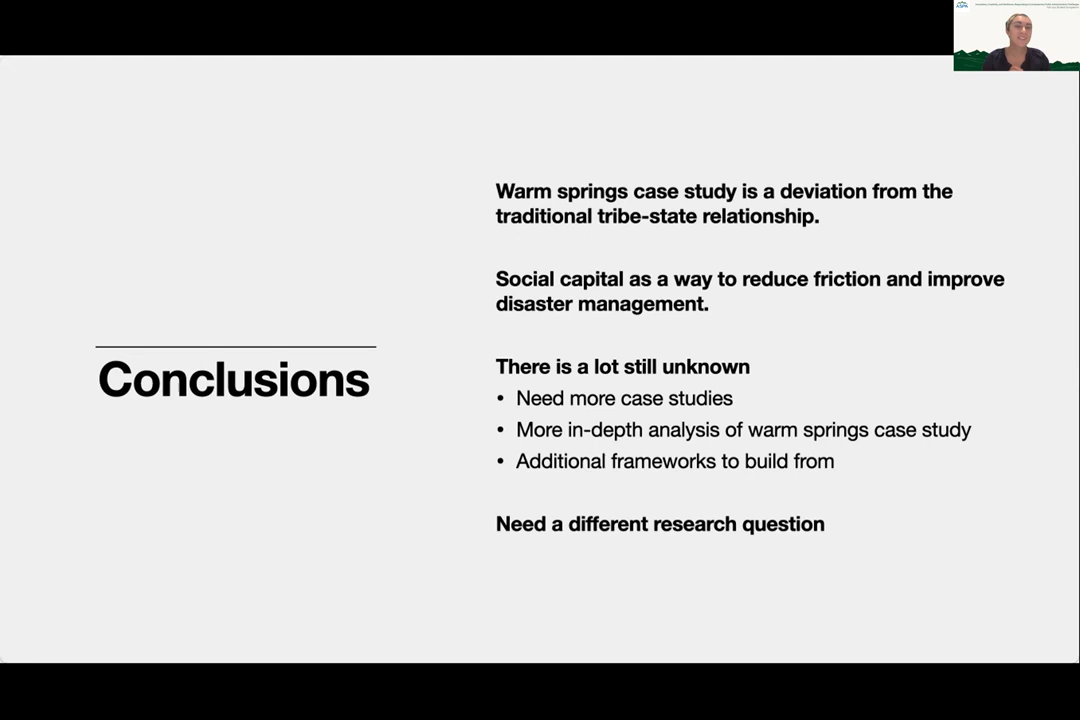 ASPA
Conclusions
Warm springs case study is a deviation from the
traditional tribe-state relationship.
Social capital as a way to reduce friction and improve
disaster management.
There is a lot still unknown
• Need more case studies
• More in-depth analysis of warm springs case study
• Additional frameworks to build from
Need a different research question